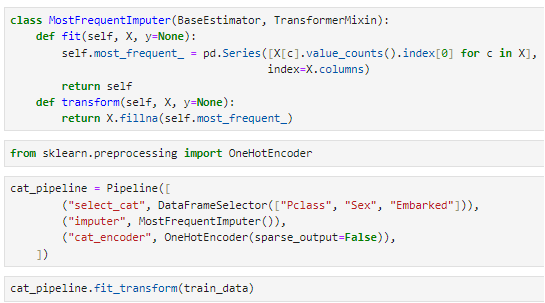 class MostFrequentImputer(BaseEstimator, TransformerMixin):
    def fit(self, X, y=None):
        self.most_frequent_ = pd.Series([X[c].value_counts().index[0] for c in X],
                                        index=X.columns)
        return self
    def transform(self, X, y=None):
        return X.fillna(self.most_frequent_)
from sklearn.preprocessing import OneHotEncoder
cat_pipeline = Pipeline([
        ("select_cat", DataFrameSelector(["Pclass", "Sex", "Embarked"])),
        ("imputer", MostFrequentImputer()),
        ("cat_encoder", OneHotEncoder(sparse_output=False)),
    ])
cat_pipeline.fit_transform(train_data)